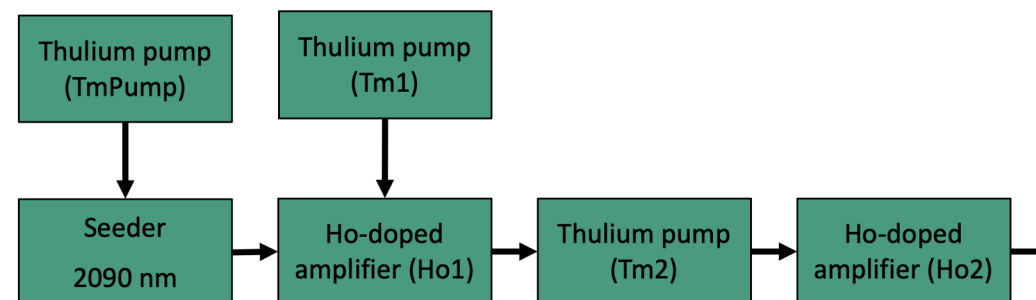 Thulium pump
(TmPump)
Thulium pump
(Tm1)
Seeder
2090 nm
Ho-doped
amplifier (Ho1)
Thulium pump
(Tm2)
Ho-doped
amplifier (Ho2)